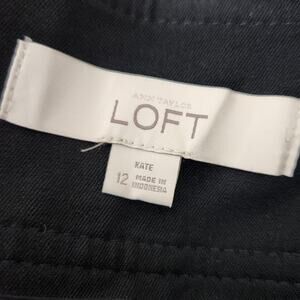 ANN TAYLOR
LOFT
KATE
12 MADE IN
INDONESIA